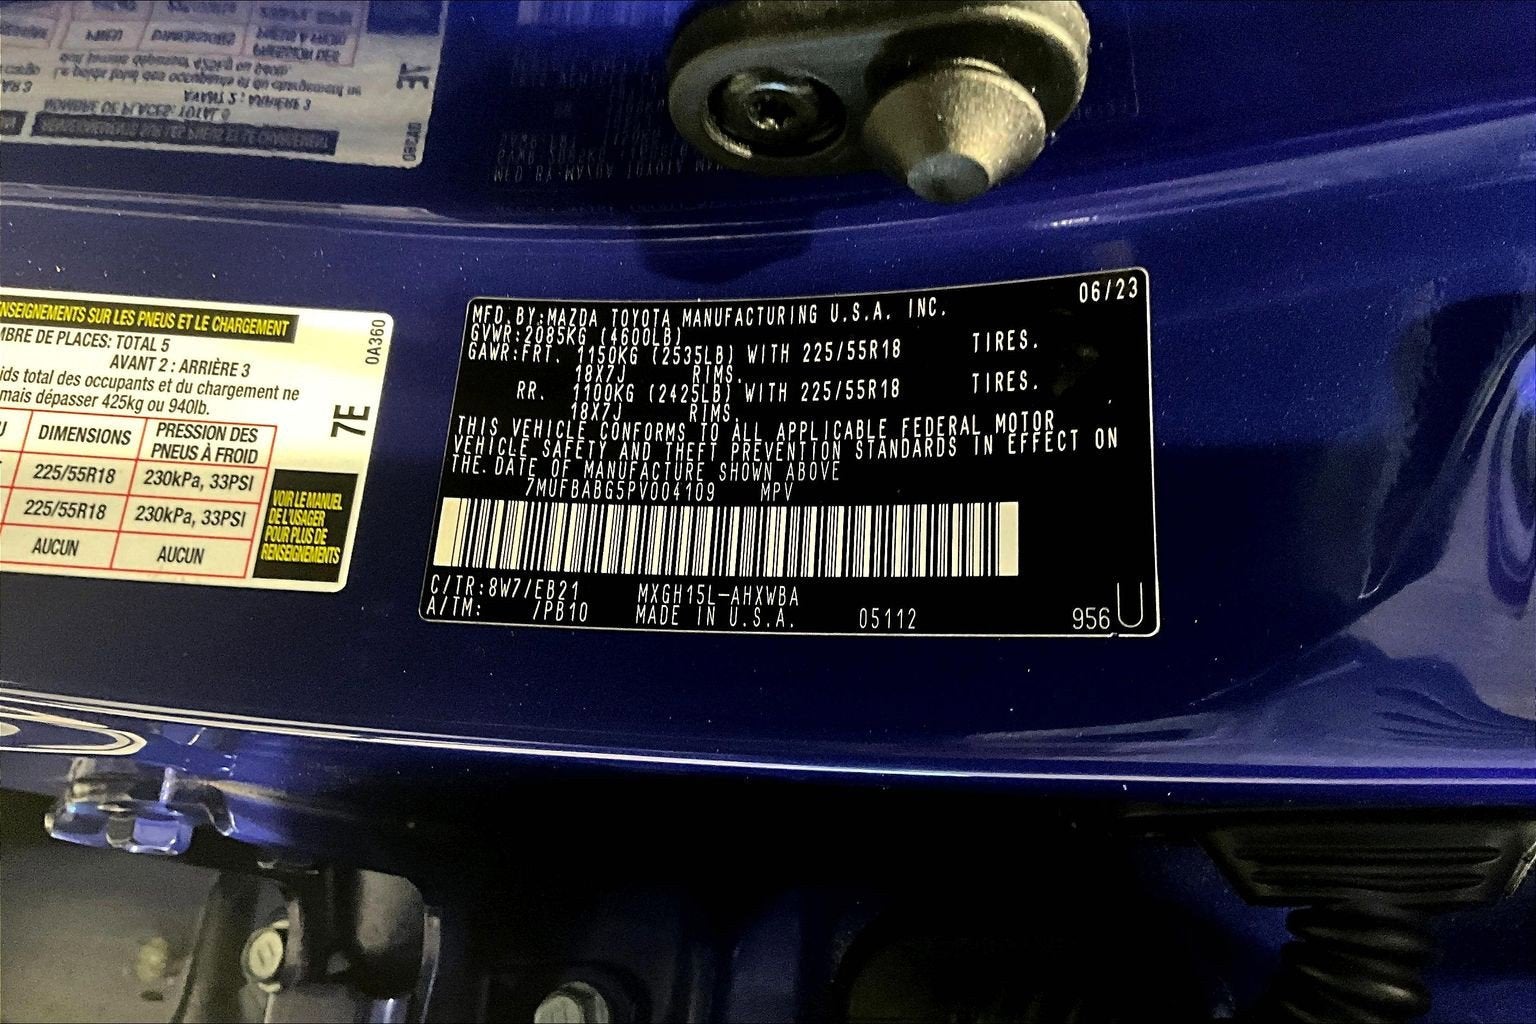 NSEIGNEMENTS SUR LES PNEUS ET LE CHARGEMENT
MBRE DE PLACES: TOTAL 5
AVANT 2 : ARRIÈRE 3
ids total des occupants et du chargement ne
mais dépasser 425kg ou 940lb.
DIMENSIONS PRESSION DES PNEUS À FROID
225/55R18 230kPa, 33PSI
225/55R18 230kPa, 33PSI
AUCUN AUCUN
0A360
7E
VOIR LE MANUEL
DE L'USAGER
POUR PLUS DE
RENSEIGNEMENTS
06/23
MFD. BY:MAZDA TOYOTA MANUFACTURING U.S.A. INC.
GVWR:2085KG (4600LB)
GAWR:FRT. 1150KG (2535LB) WITH 225/55R18 TIRES.
18X7J RIMS.
RR. 1100KG (2425LB) WITH 225/55R18 TIRES.
18X7J RIMS.
THIS VEHICLE CONFORMS TO ALL APPLICABLE FEDERAL MOTOR
VEHICLE SAFETY AND THEFT PREVENTION STANDARDS IN EFFECT ON
THE DATE OF MANUFACTURE SHOWN ABOVE
7MUFBABG5PV004109 MPV
C/TR:8W7/EB21 MXGH15L-AHXWBA
A/TM: /PB10 MADE IN U.S.A. 05112 956 U